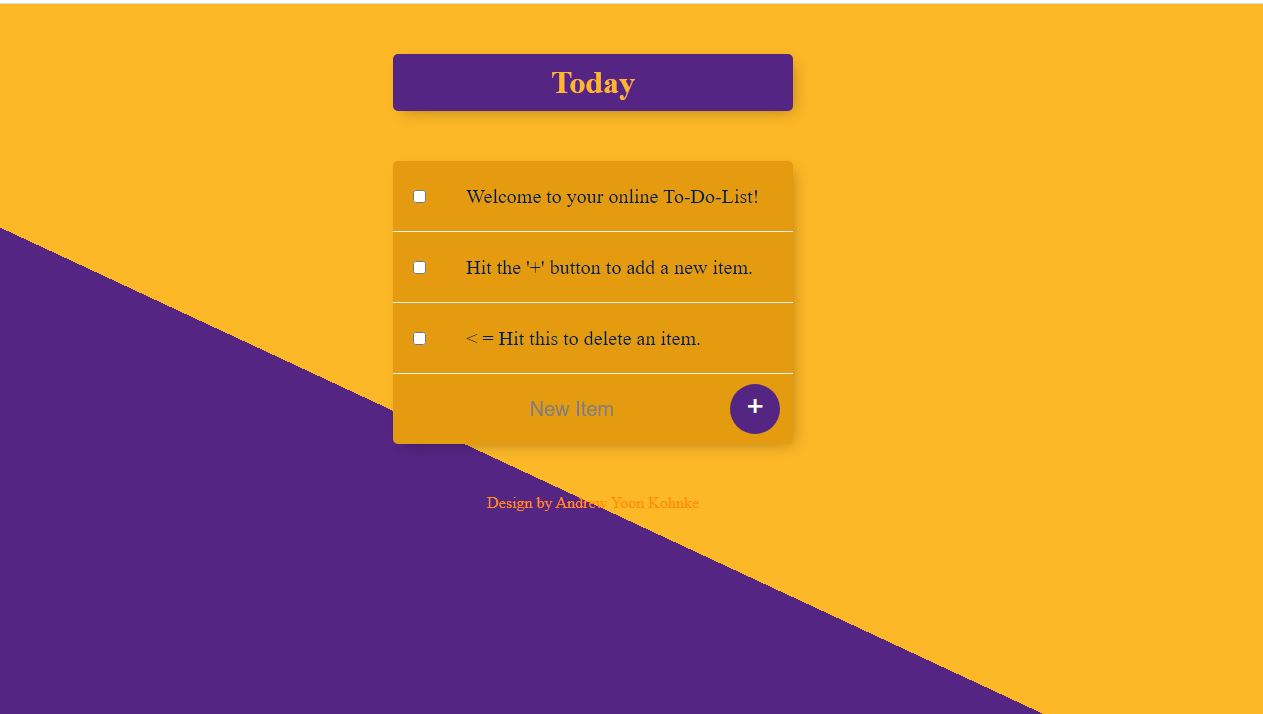 Today
Welcome to your online To-Do-List!
Hit the '+' button to add a new item.
< = Hit this to delete an item.
New Item
+
Design by Andrew Yoon Kohnke